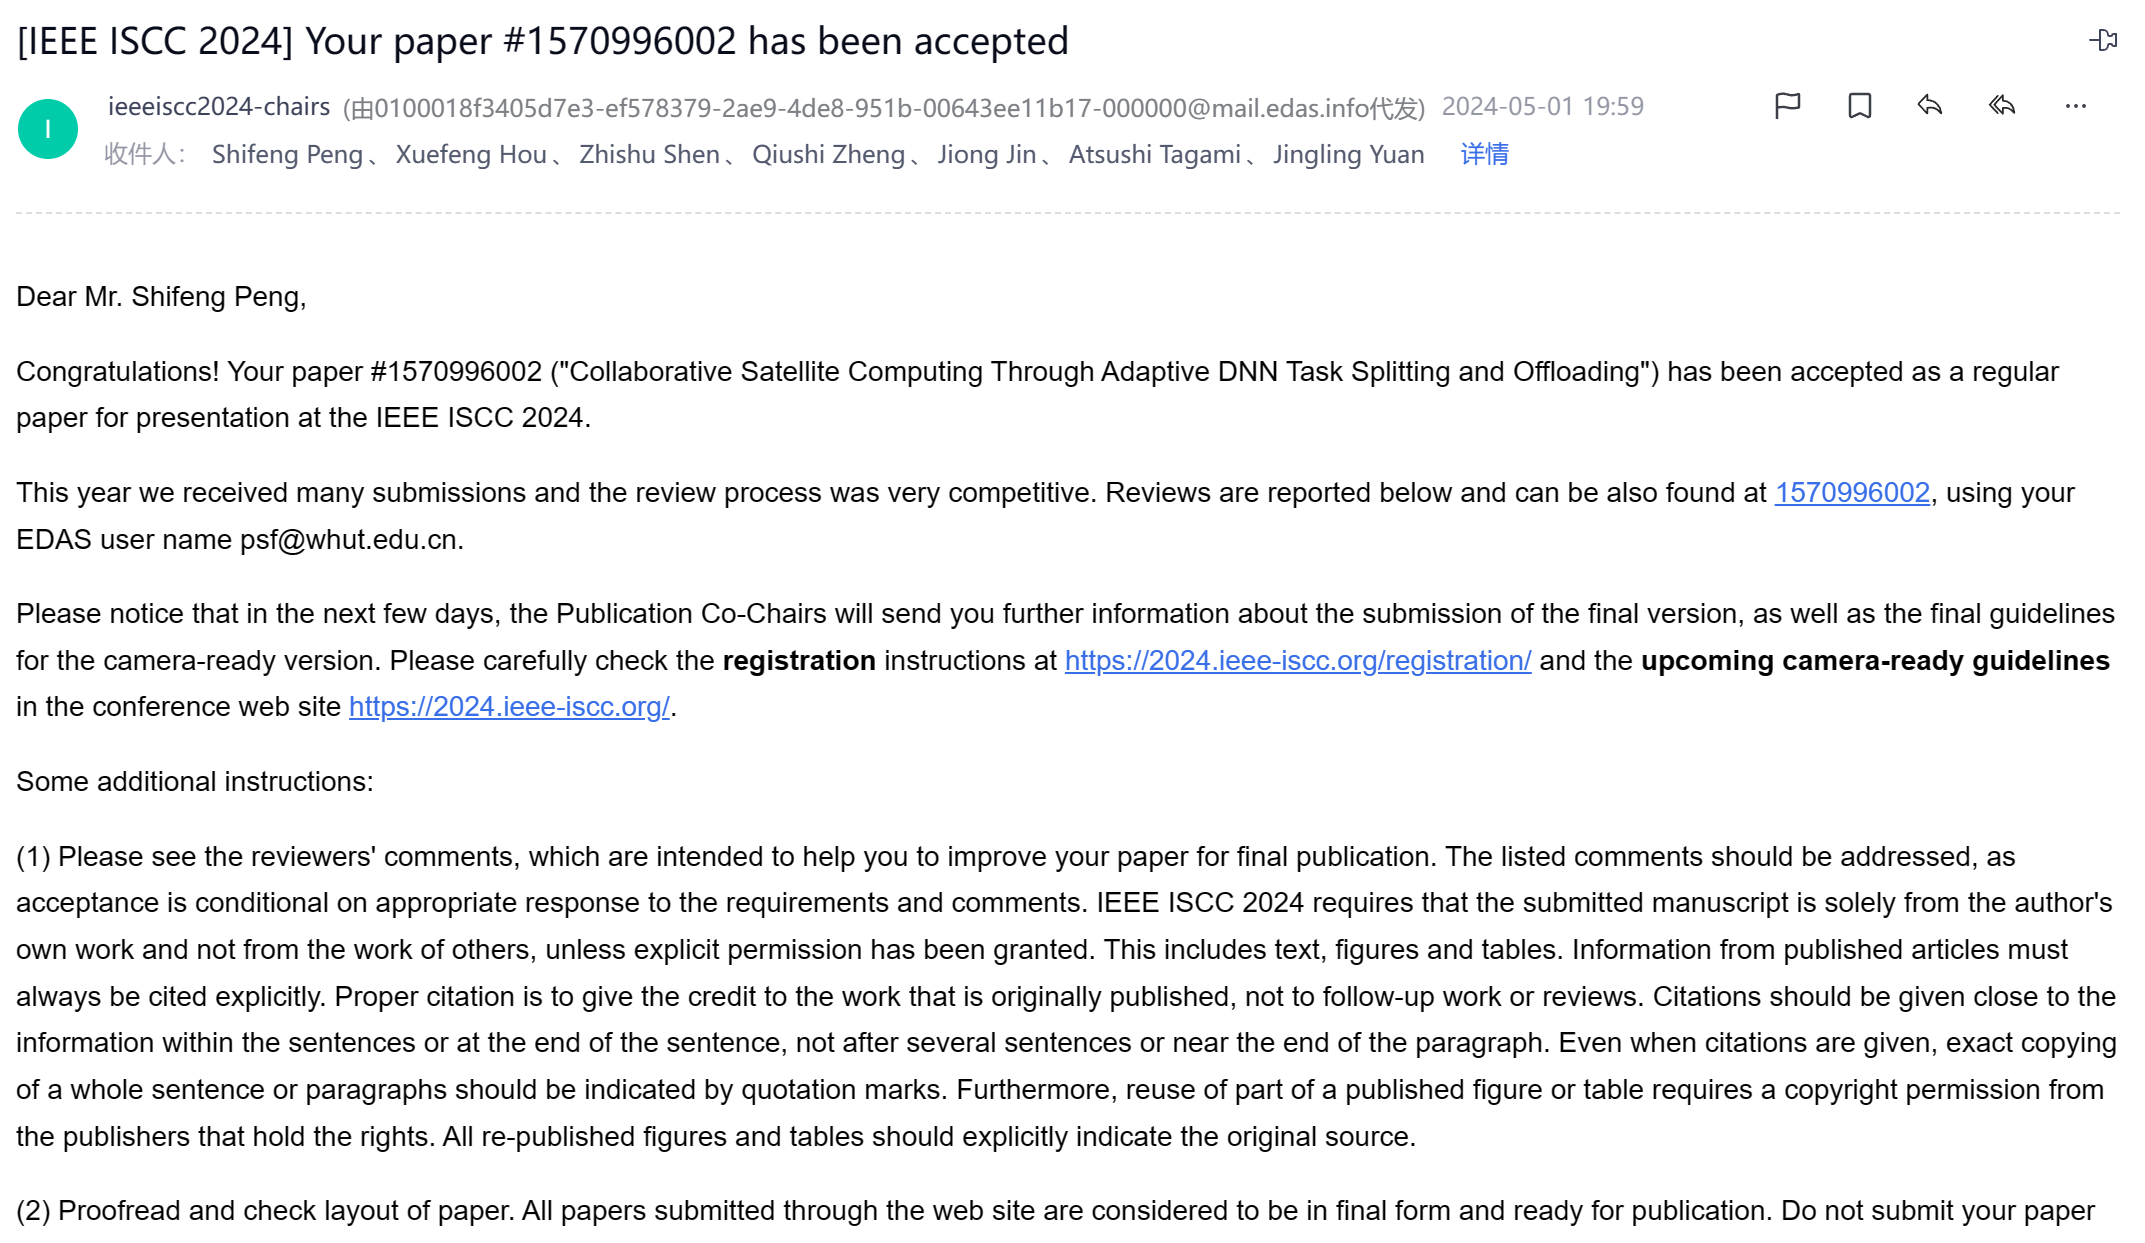 [IEEE ISCC 2024] Your paper #1570996002 has been accepted
I
ieeeiscc2024-chairs (由0100018f3405d7e3-ef578379-2ae9-4de8-951b-00643ee11b17-000000@mail.edas.info代发) 2024-05-01 19:59
收件人： Shifeng Peng、 Xuefeng Hou、 Zhishu Shen、 Qiushi Zheng、 Jiong Jin、 Atsushi Tagami、 Jingling Yuan 详情
Dear Mr. Shifeng Peng,
Congratulations! Your paper #1570996002 ("Collaborative Satellite Computing Through Adaptive DNN Task Splitting and Offloading") has been accepted as a regular
paper for presentation at the IEEE ISCC 2024.
This year we received many submissions and the review process was very competitive. Reviews are reported below and can be also found at 1570996002, using your
EDAS user name psf@whut.edu.cn.
Please notice that in the next few days, the Publication Co-Chairs will send you further information about the submission of the final version, as well as the final guidelines
for the camera-ready version. Please carefully check the registration instructions at https://2024.ieee-iscc.org/registration/ and the upcoming camera-ready guidelines
in the conference web site https://2024.ieee-iscc.org/.
Some additional instructions:
(1) Please see the reviewers' comments, which are intended to help you to improve your paper for final publication. The listed comments should be addressed, as
acceptance is conditional on appropriate response to the requirements and comments. IEEE ISCC 2024 requires that the submitted manuscript is solely from the author's
own work and not from the work of others, unless explicit permission has been granted. This includes text, figures and tables. Information from published articles must
always be cited explicitly. Proper citation is to give the credit to the work that is originally published, not to follow-up work or reviews. Citations should be given close to the
information within the sentences or at the end of the sentence, not after several sentences or near the end of the paragraph. Even when citations are given, exact copying
of a whole sentence or paragraphs should be indicated by quotation marks. Furthermore, reuse of part of a published figure or table requires a copyright permission from
the publishers that hold the rights. All re-published figures and tables should explicitly indicate the original source.
(2) Proofread and check layout of paper. All papers submitted through the web site are considered to be in final form and ready for publication. Do not submit your paper